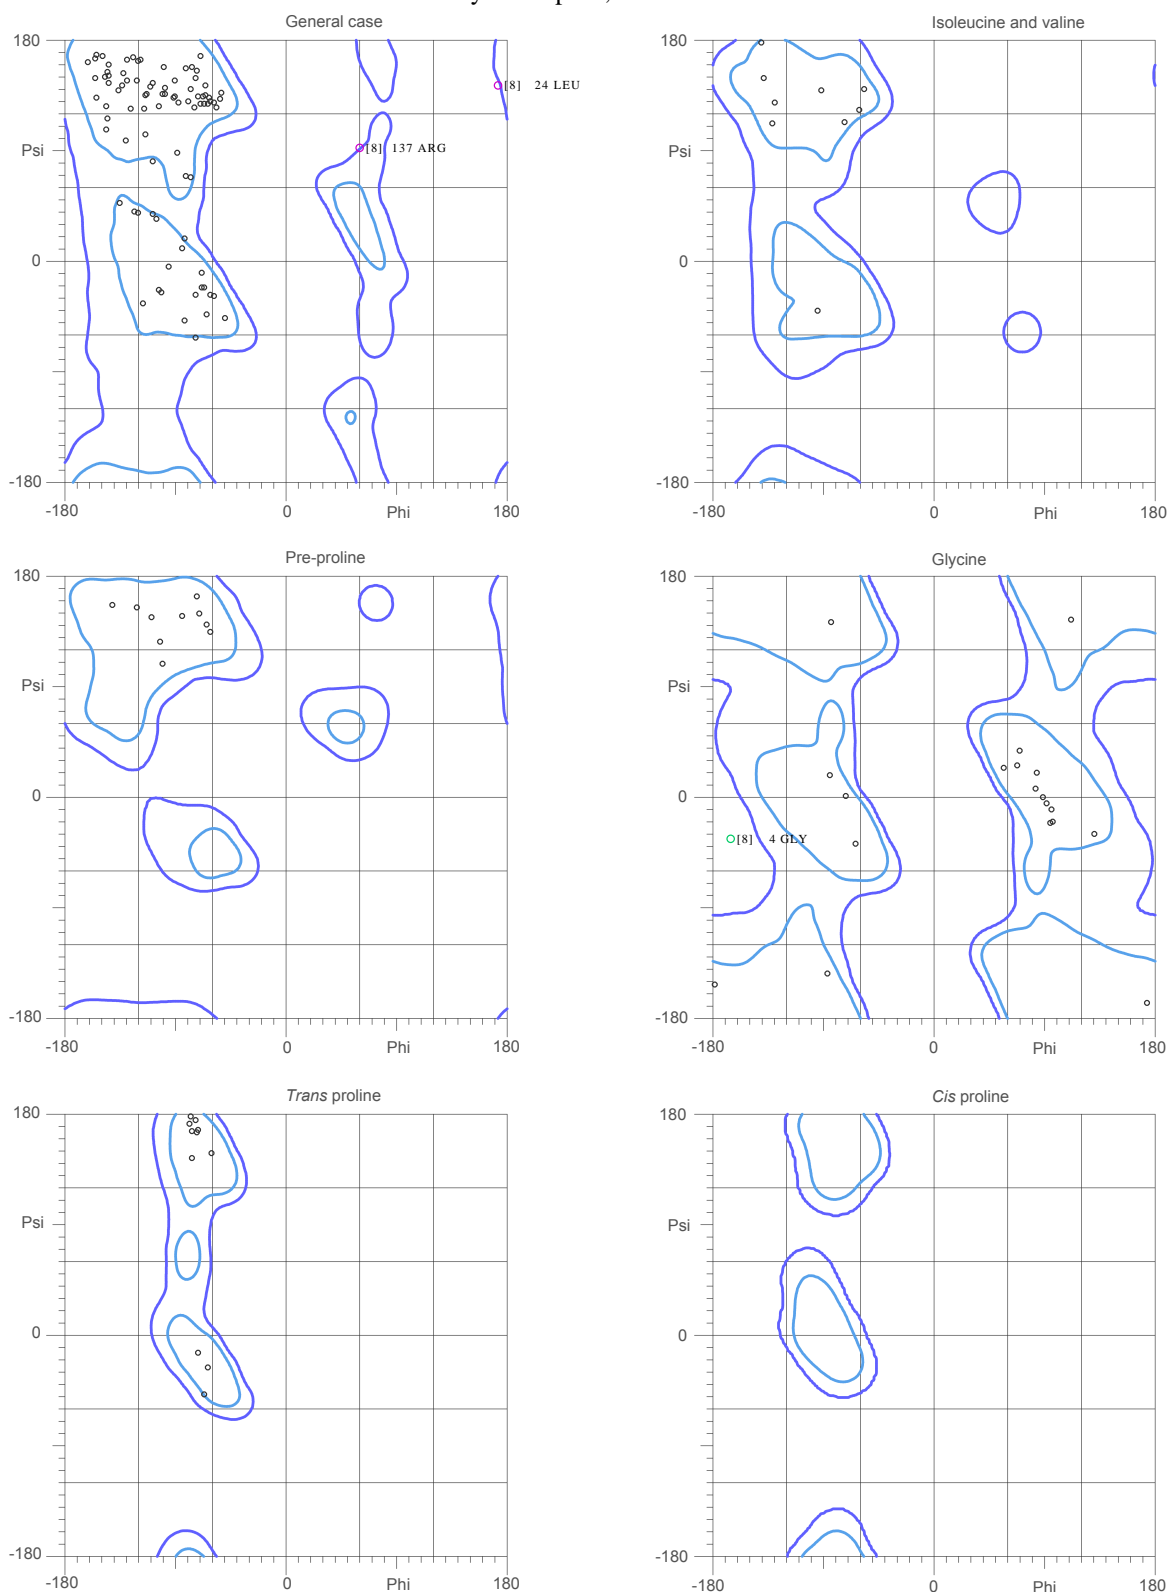 General case
Isoleucine and valine
180
180
[8] 24 LEU
Psi
[8] 137 ARG
Psi
0
0
-180
-180
-180
0
Phi
180
-180
0
Phi
180
Pre-proline
Glycine
180
180
Psi
Psi
0
0
[8] 4 GLY
-180
-180
-180
0
Phi
180
-180
0
Phi
180
Trans proline
Cis proline
180
180
Psi
Psi
0
0
-180
-180
-180
0
Phi
180
-180
0
Phi
180